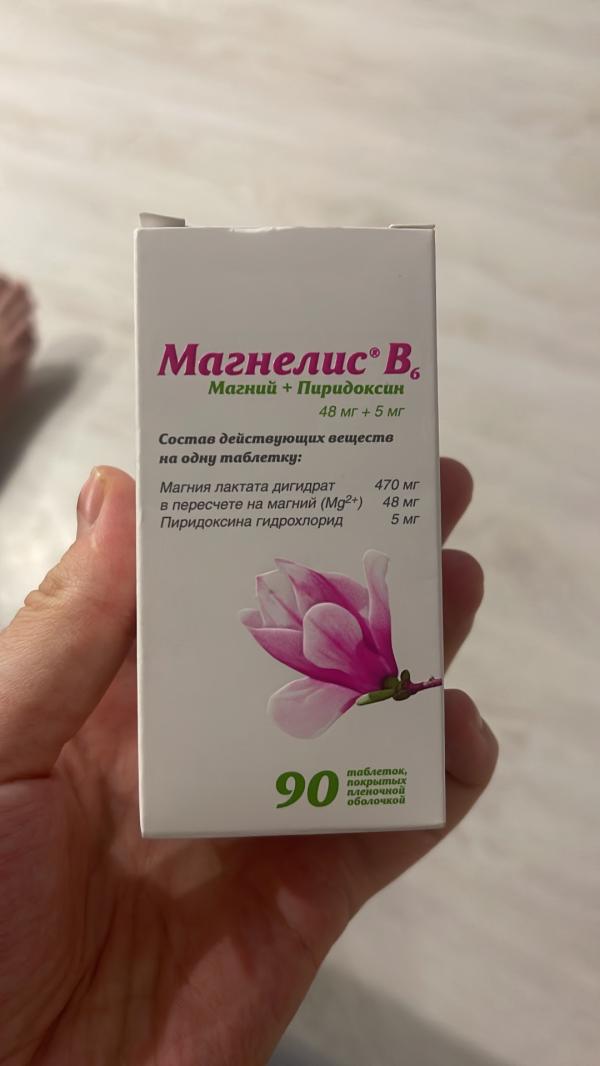 Магнелис® B₆
Магний + Пиридоксин
48 мг + 5 мг
Состав действующих веществ
на одну таблетку:
Магния лактата дигидрат 470 мг
в пересчете на магний (Mg²⁺) 48 мг
Пиридоксина гидрохлорид 5 мг
90 таблеток,
покрытых
пленочной
оболочкой